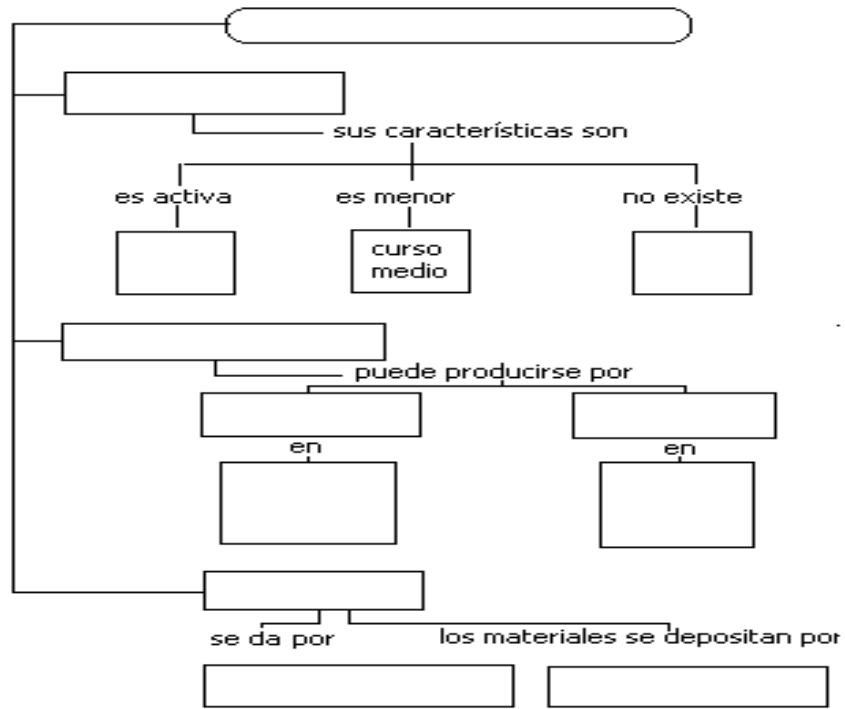 sus características son
es activa
es menor
no existe
curso
medio
puede producirse por
en
en
se da por
los materiales se depositan por